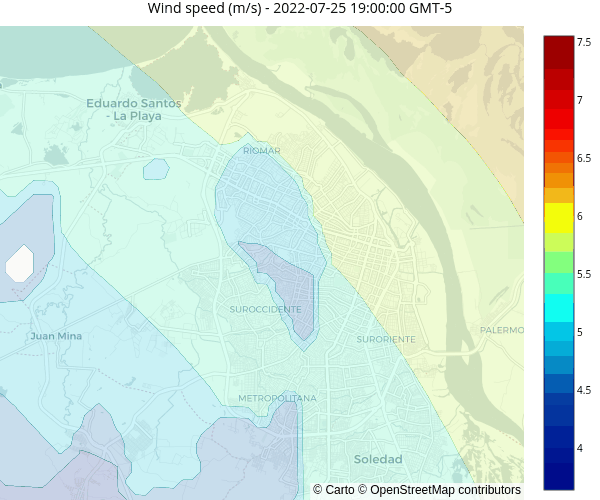 Wind speed (m/s) - 2022-07-25 19:00:00 GMT-5
7.5
7
6.5
6
5.5
5
4.5
4
Eduardo Santos
- La Playa
RIOMAR
SUROCCIDENTE
Juan Mina
SURORIENTE
PALERMO
METROPOLITANA
Soledad
© Carto © OpenStreetMap contributors